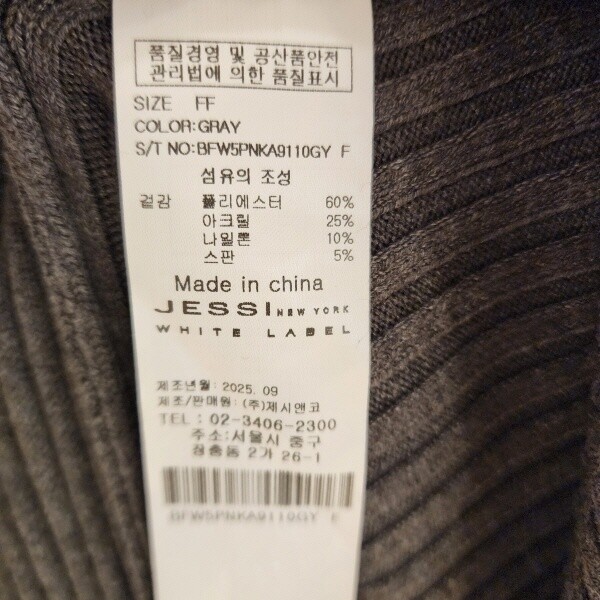 품질경영 및 공산품안전
관리법에 의한 품질표시
SIZE FF
COLOR:GRAY
S/T NO:BFW5PNKA9110GY F
섬유의 조성
겉감 폴리에스터 60%
아크릴 25%
나일론 10%
스판 5%
Made in china
JESSI NEW YORK
WHITE LABEL
제조년월: 2025. 09
제조/판매원: (주)제시앤코
TEL : 02-3406-2300
주소:서울시 중구
장충동 2가 26-1
BFW5PNKA9110GY F